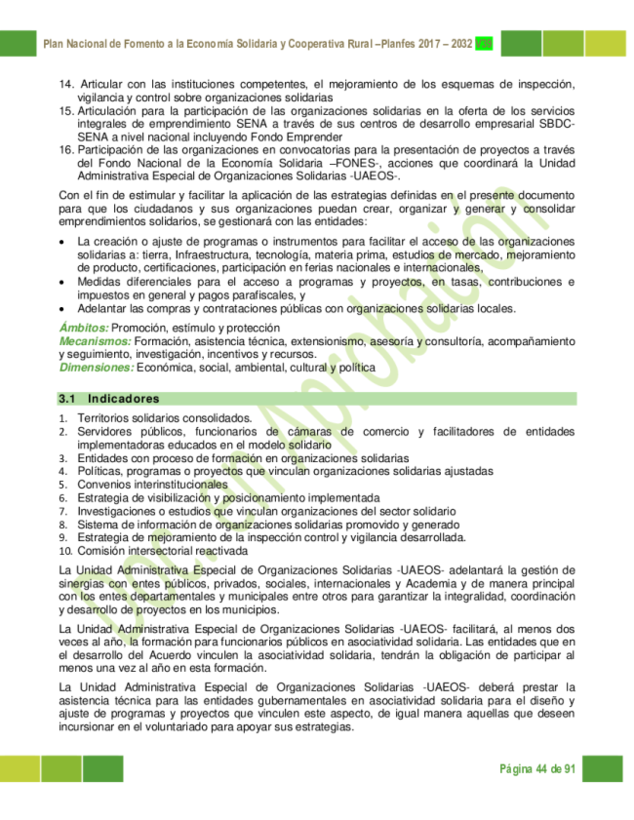 Plan Nacional de Fomento a la Economía Solidaria y Cooperativa Rural –Planfes 2017 – 2032 V39
14. Articular con las instituciones competentes, el mejoramiento de los esquemas de inspección,
vigilancia y control sobre organizaciones solidarias
15. Articulación para la participación de las organizaciones solidarias en la oferta de los servicios
integrales de emprendimiento SENA a través de sus centros de desarrollo empresarial SBDC-
SENA a nivel nacional incluyendo Fondo Emprender
16. Participación de las organizaciones en convocatorias para la presentación de proyectos a través
del Fondo Nacional de la Economía Solidaria –FONES-, acciones que coordinará la Unidad
Administrativa Especial de Organizaciones Solidarias -UAEOS-.
Con el fin de estimular y facilitar la aplicación de las estrategias definidas en el presente documento
para que los ciudadanos y sus organizaciones puedan crear, organizar y generar y consolidar
emprendimientos solidarios, se gestionará con las entidades:
• La creación o ajuste de programas o instrumentos para facilitar el acceso de las organizaciones
solidarias a: tierra, Infraestructura, tecnología, materia prima, estudios de mercado, mejoramiento
de producto, certificaciones, participación en ferias nacionales e internacionales,
• Medidas diferenciales para el acceso a programas y proyectos, en tasas, contribuciones e
impuestos en general y pagos parafiscales, y
• Adelantar las compras y contrataciones públicas con organizaciones solidarias locales.
Ámbitos: Promoción, estímulo y protección
Mecanismos: Formación, asistencia técnica, extensionismo, asesoría y consultoría, acompañamiento
y seguimiento, investigación, incentivos y recursos.
Dimensiones: Económica, social, ambiental, cultural y política
3.1 Indicadores
1. Territorios solidarios consolidados.
2. Servidores públicos, funcionarios de cámaras de comercio y facilitadores de entidades
implementadoras educados en el modelo solidario
3. Entidades con proceso de formación en organizaciones solidarias
4. Políticas, programas o proyectos que vinculan organizaciones solidarias ajustadas
5. Convenios interinstitucionales
6. Estrategia de visibilización y posicionamiento implementada
7. Investigaciones o estudios que vinculan organizaciones del sector solidario
8. Sistema de información de organizaciones solidarias promovido y generado
9. Estrategia de mejoramiento de la inspección control y vigilancia desarrollada.
10. Comisión intersectorial reactivada
La Unidad Administrativa Especial de Organizaciones Solidarias -UAEOS- adelantará la gestión de
sinergias con entes públicos, privados, sociales, internacionales y Academia y de manera principal
con los entes departamentales y municipales entre otros para garantizar la integralidad, coordinación
y desarrollo de proyectos en los municipios.
La Unidad Administrativa Especial de Organizaciones Solidarias -UAEOS- facilitará, al menos dos
veces al año, la formación para funcionarios públicos en asociatividad solidaria. Las entidades que en
el desarrollo del Acuerdo vinculen la asociatividad solidaria, tendrán la obligación de participar al
menos una vez al año en esta formación.
La Unidad Administrativa Especial de Organizaciones Solidarias -UAEOS- deberá prestar la
asistencia técnica para las entidades gubernamentales en asociatividad solidaria para el diseño y
ajuste de programas y proyectos que vinculen este aspecto, de igual manera aquellas que deseen
incursionar en el voluntariado para apoyar sus estrategias.
Doc. en Aprobación
Página 44 de 91